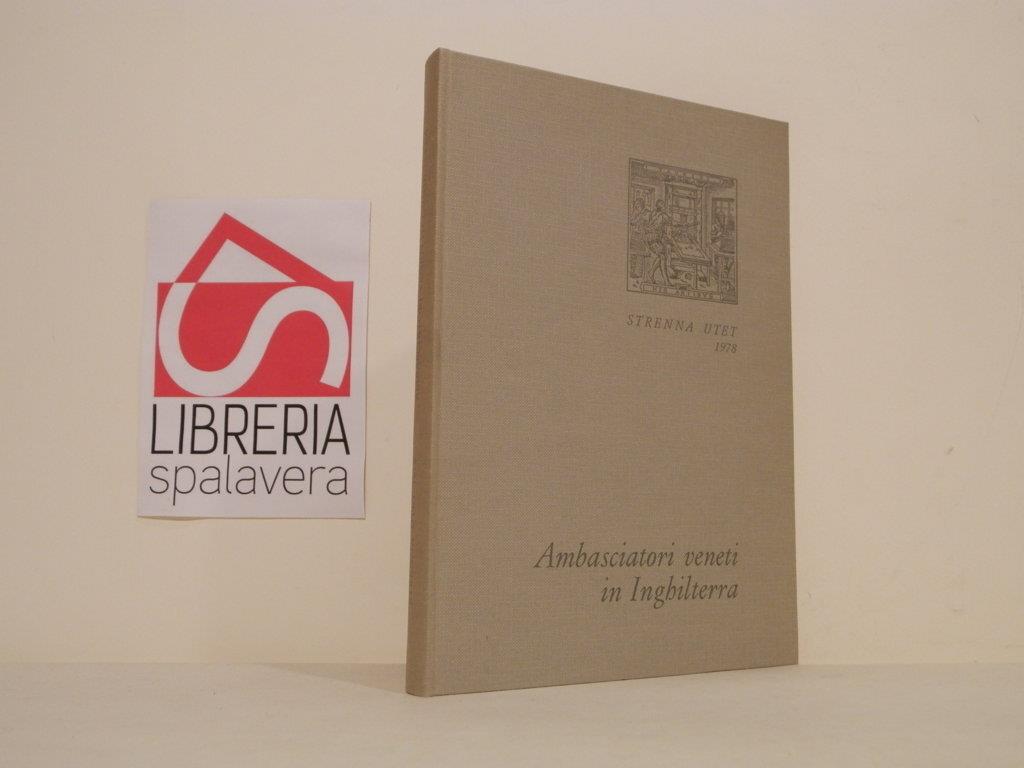 LIBRERIA
spalavera
STRENNA UTET
1978
Ambasciatori veneti
in Inghilterra